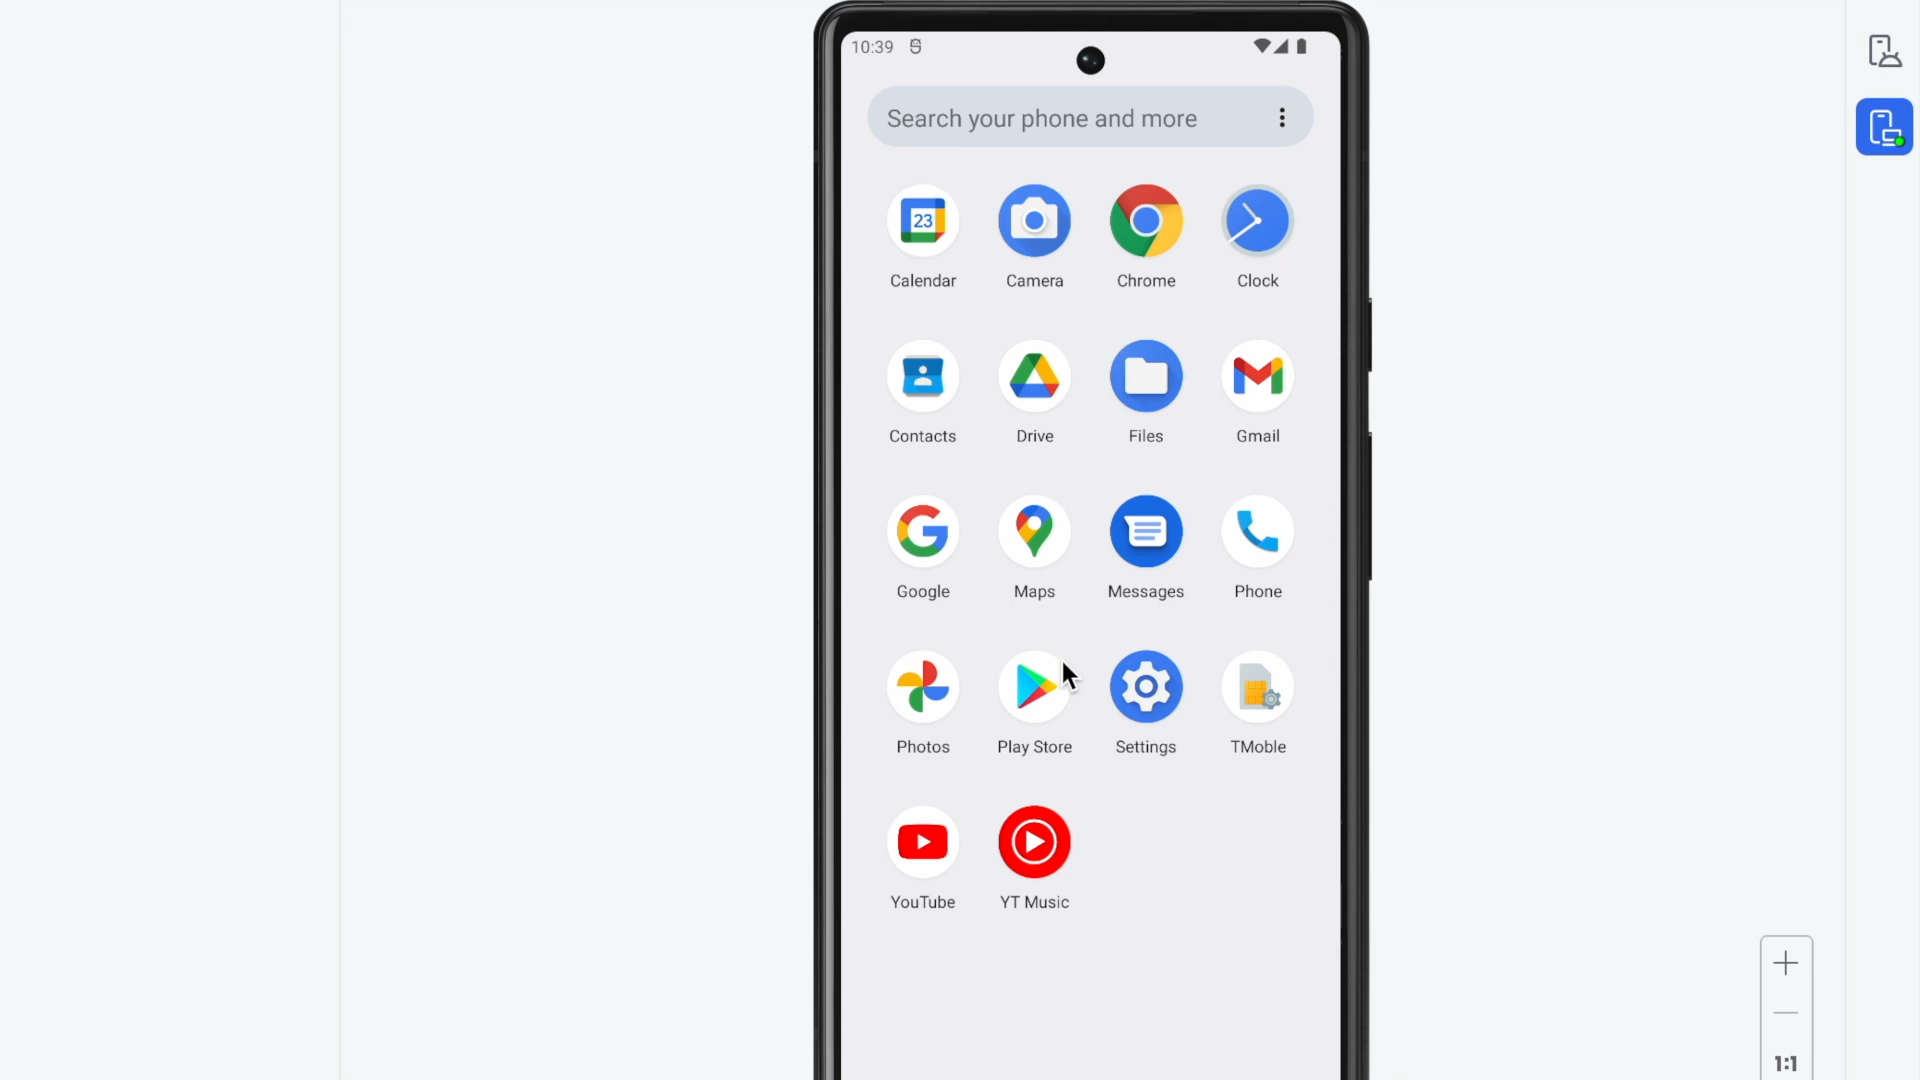 10:39
Search your phone and more
23
Calendar
Camera
Chrome
Clock
Contacts
Drive
Files
Gmail
Google
Maps
Messages
Phone
Photos
Play Store
Settings
TMoble
YouTube
YT Music
1:1